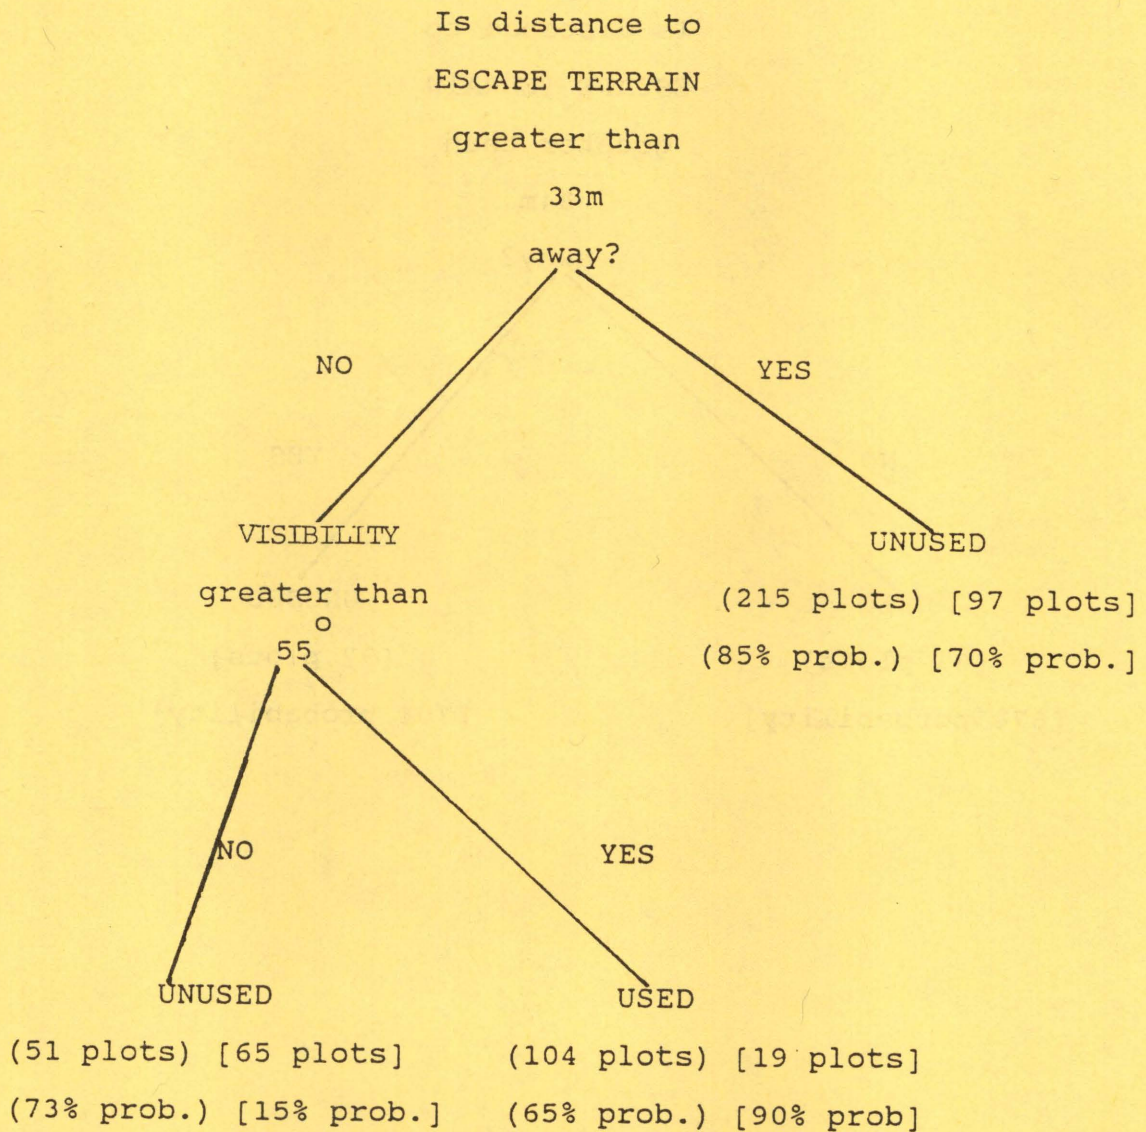 Is distance to
ESCAPE TERRAIN
greater than
33m
away?
NO
YES
VISIBILITY
greater than
55°
UNUSED
(215 plots) [97 plots]
(85% prob.) [70% prob.]
NO
YES
UNUSED
(51 plots) [65 plots]
(73% prob.) [15% prob.]
USED
(104 plots) [19 plots]
(65% prob.) [90% prob]